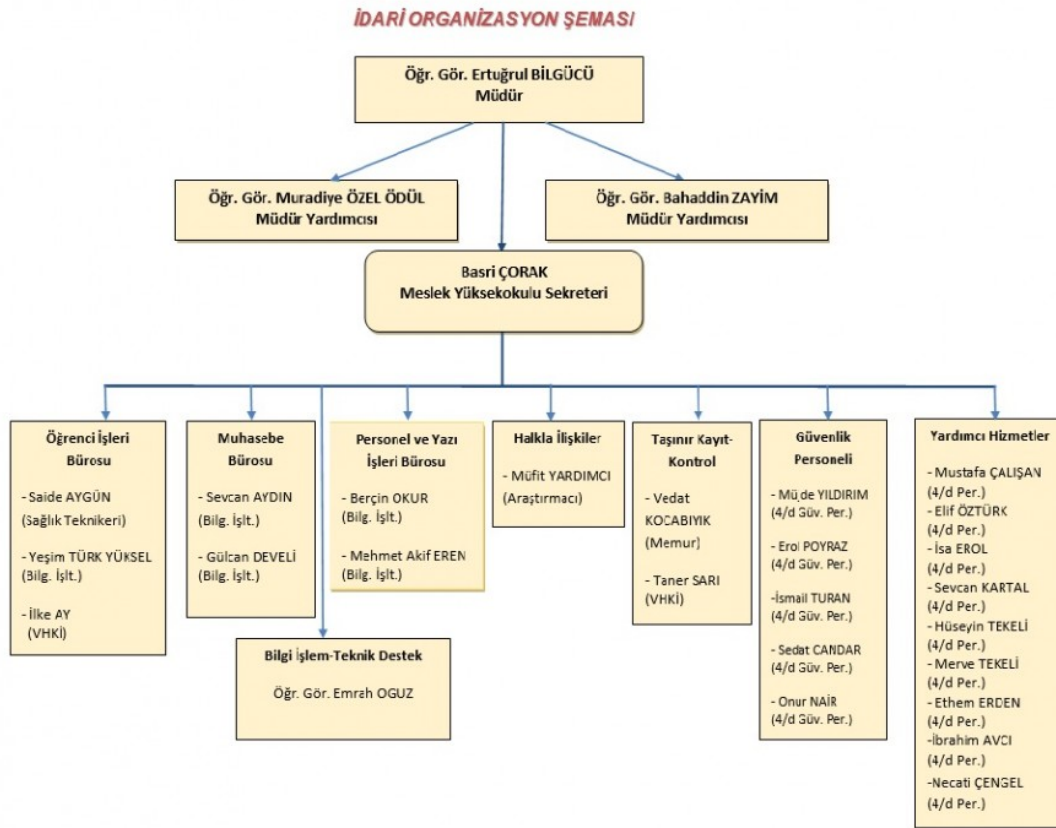 İDARİ ORGANİZASYON ŞEMASI
Öğr. Gör. Ertuğrul BİLGÜCÜ
Müdür
Öğr. Gör. Muradiye ÖZEL ÖDÜL
Müdür Yardımcısı
Öğr. Gör. Bahaddin ZAYİM
Müdür Yardımcısı
Basri ÇORAK
Meslek Yüksekokulu Sekreteri
Öğrenci İşleri
Bürosu
- Saide AYGÜN
(Sağlık Teknikeri)
- Yeşim TÜRK YÜKSEL
(Bilg. İşlt.)
- İlke AY
(VHKİ)
Muhasebe
Bürosu
- Sevcan AYDIN
(Bilg. İşlt.)
- Gülcan DEVELİ
(Bilg. İşlt.)
Bilgi İşlem-Teknik Destek
Öğr. Gör. Emrah OGUZ
Personel ve Yazı
İşleri Bürosu
- Berçin OKUR
(Bilg. İşlt.)
- Mehmet Akif EREN
(Bilg. İşlt.)
Halkla İlişkiler
- Müfit YARDIMCI
(Araştırmacı)
Taşınır Kayıt-
Kontrol
- Vedat
KOCABIYIK
(Memur)
- Taner SARI
(VHKİ)
Güvenlik
Personeli
- Müjde YILDIRIM
(4/d Güv. Per.)
- Erol POYRAZ
(4/d Güv. Per.)
-İsmail TURAN
(4/d Güv. Per.)
- Sedat CANDAR
(4/d Güv. Per.)
- Onur NAİR
(4/d Güv. Per.)
Yardımcı Hizmetler
- Mustafa ÇALIŞAN
(4/d Per.)
- Elif ÖZTÜRK
(4/d Per.)
- İsa EROL
(4/d Per.)
- Sevcan KARTAL
(4/d Per.)
- Hüseyin TEKELİ
(4/d Per.)
- Merve TEKELİ
(4/d Per.)
- Ethem ERDEN
(4/d Per.)
-İbrahim AVCI
(4/d Per.)
-Necati ÇENGEL
(4/d Per.)